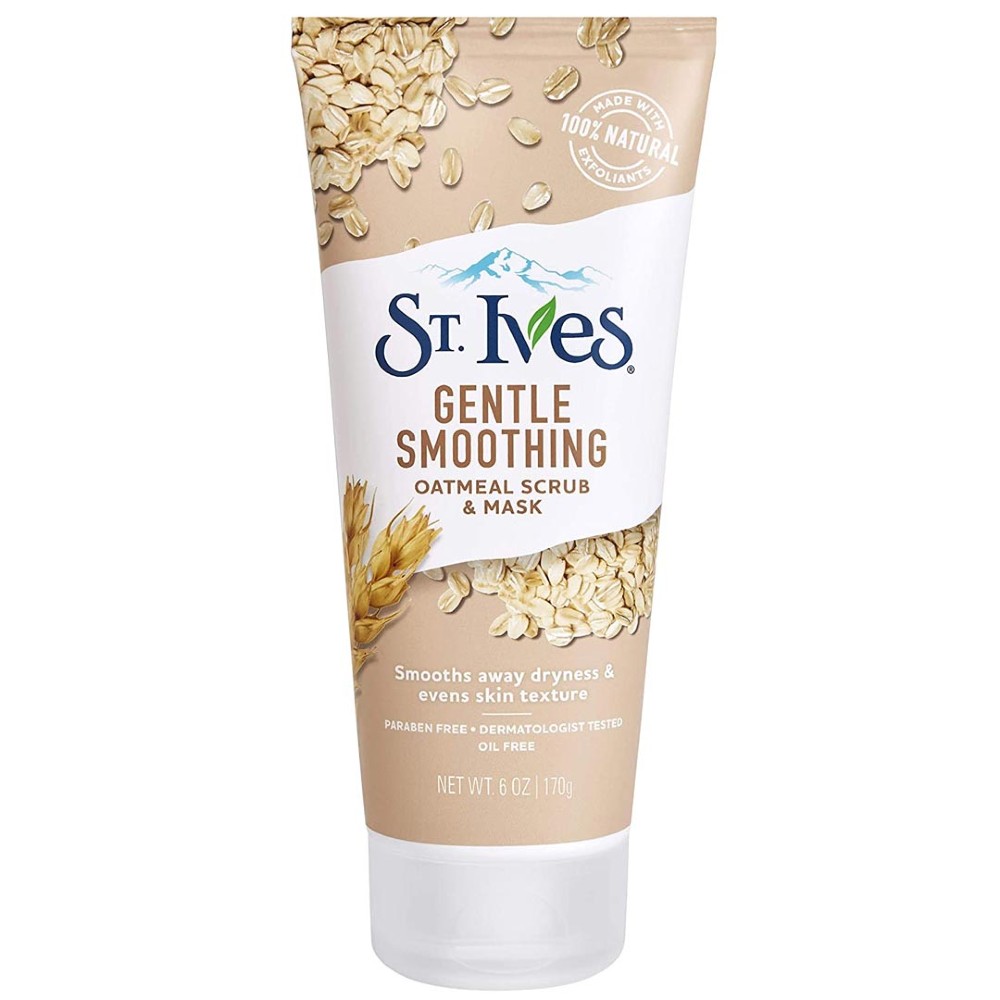 MADE WITH
100% NATURAL
EXFOLIANTS
ST. IVES®
GENTLE
SMOOTHING
OATMEAL SCRUB
& MASK
Smooths away dryness &
evens skin texture
PARABEN FREE • DERMATOLOGIST TESTED
OIL FREE
NET WT. 6 OZ | 170g